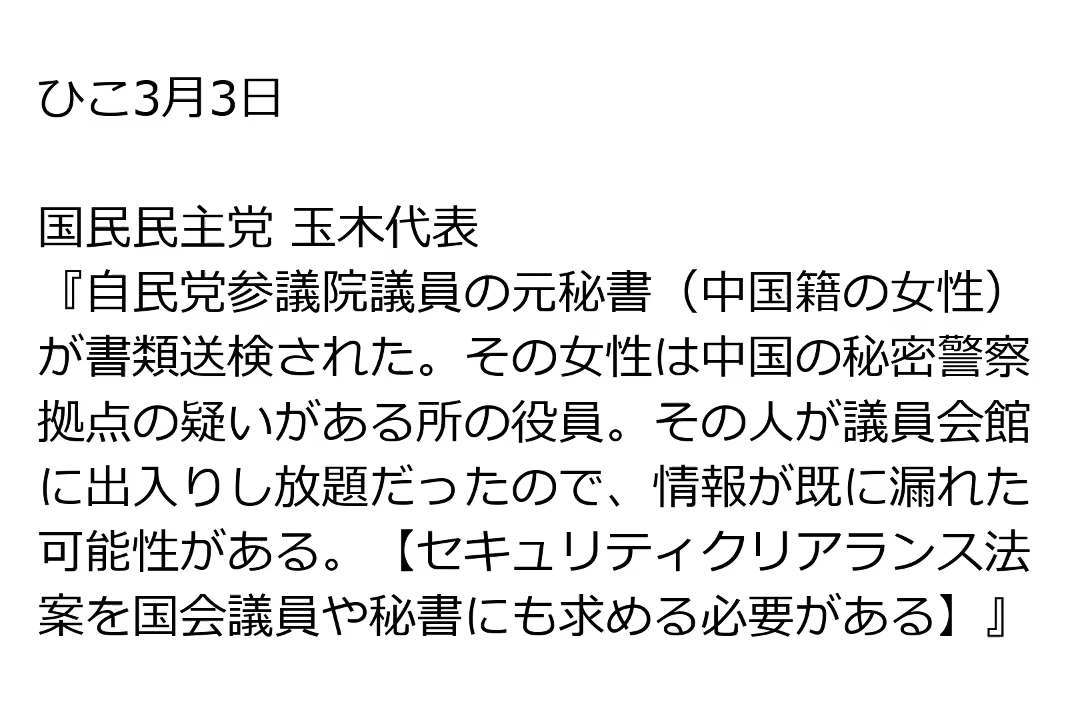 ひこ3月3日
国民民主党 玉木代表
『自民党参議院議員の元秘書（中国籍の女性）
が書類送検された。その女性は中国の秘密警察
拠点の疑いがある所の役員。その人が議員会館
に出入りし放題だったので、情報が既に漏れた
可能性がある。【セキュリティクリアランス法
案を国会議員や秘書にも求める必要がある】』